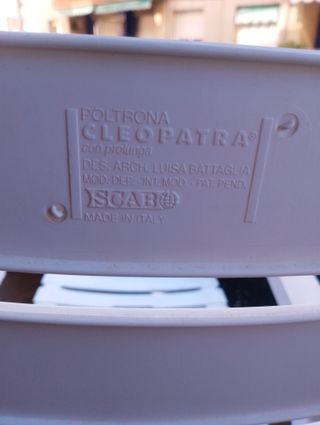 POLTRONA
CLEOPATRA®
con prolunga
DES. ARCH. LUISA BATTAGLIA
MOD. DEP. - INT. MOD. - PAT. PEND.
SCAB
MADE IN ITALY